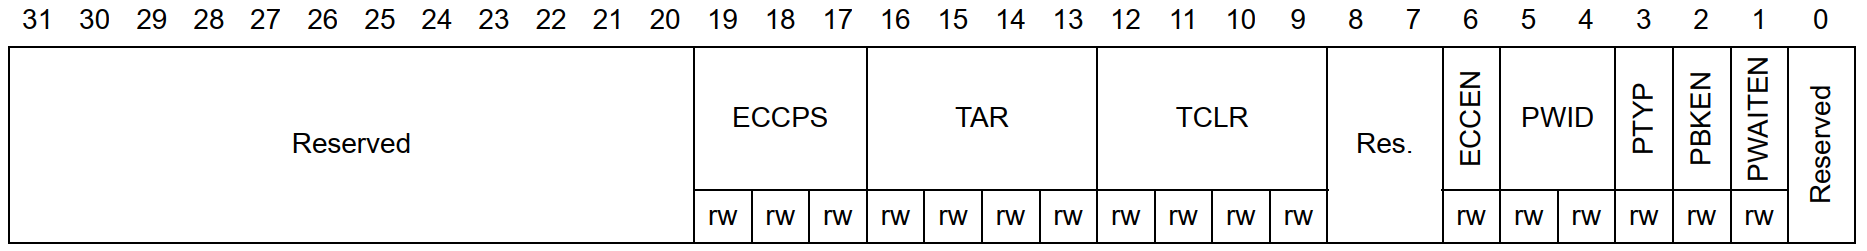 31 30 29 28 27 26 25 24 23 22 21 20 19 18 17 16 15 14 13 12 11 10 9 8 7 6 5 4 3 2 1 0
Reserved ECCPS TAR TCLR Res. ECCEN PWID PTYP PBKEN PWAITEN Reserved
rw rw rw rw rw rw rw rw rw rw rw rw rw rw rw rw rw